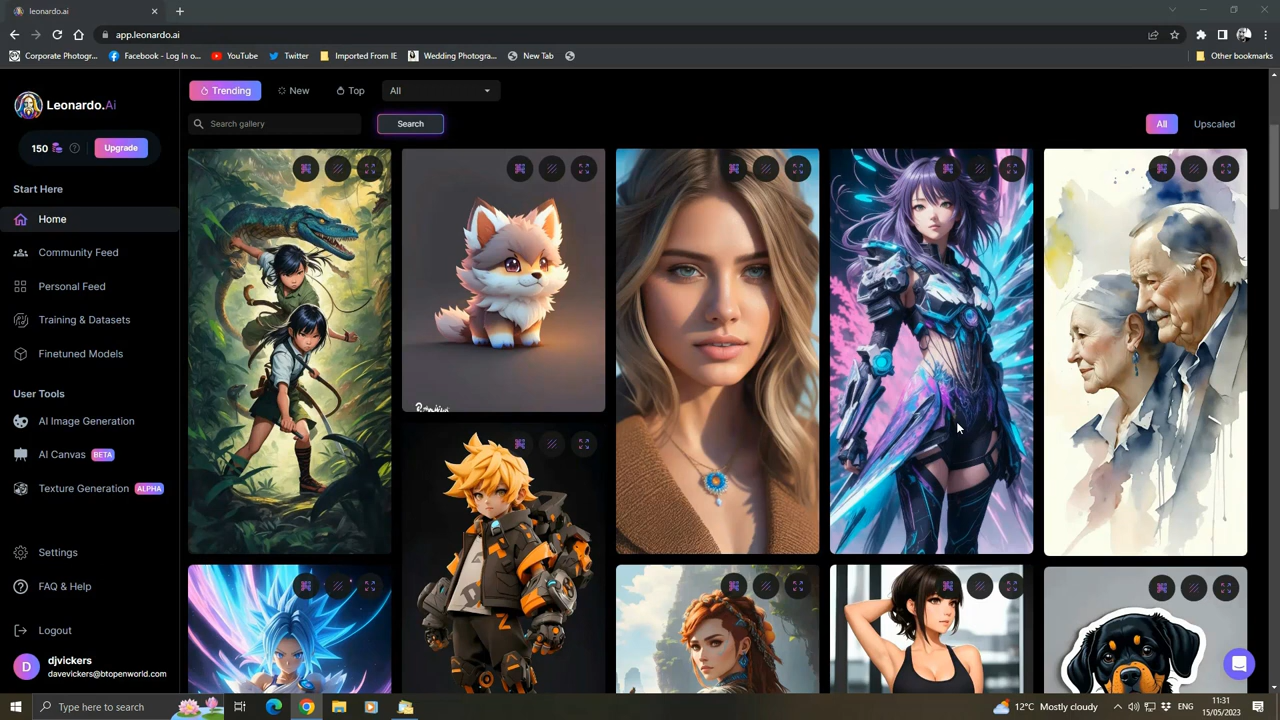 leonardo.ai
app.leonardo.ai
Corporate Photogr...
Facebook - Log In o...
YouTube
Twitter
Imported From IE
Wedding Photogra...
New Tab
Other bookmarks
Leonardo.Ai
150
Upgrade
Start Here
Home
Community Feed
Personal Feed
Training & Datasets
Finetuned Models
User Tools
AI Image Generation
AI Canvas BETA
Texture Generation ALPHA
Settings
FAQ & Help
Logout
D
djvickers
davevickers@btopenworld.com
Trending
New
Top
All
Search gallery
Search
All
Upscaled
Z
Type here to search
12°C Mostly cloudy
ENG
11:31
15/05/2023